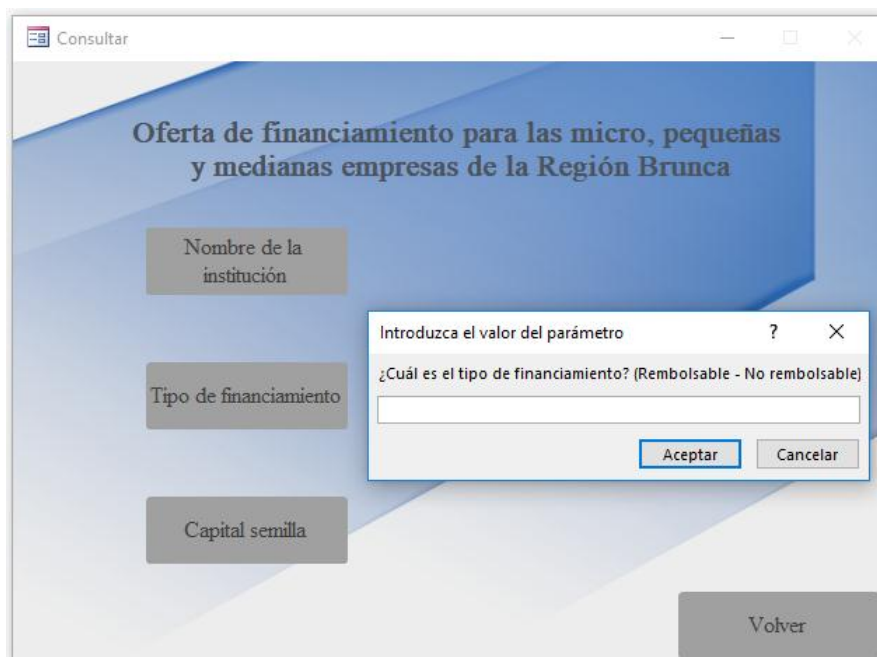 Consultar
Oferta de financiamiento para las micro, pequeñas
y medianas empresas de la Región Brunca
Nombre de la
institución
Introduzca el valor del parámetro
¿Cuál es el tipo de financiamiento? (Rembolsable - No rembolsable)
Tipo de financiamiento
Aceptar Cancelar
Capital semilla
Volver